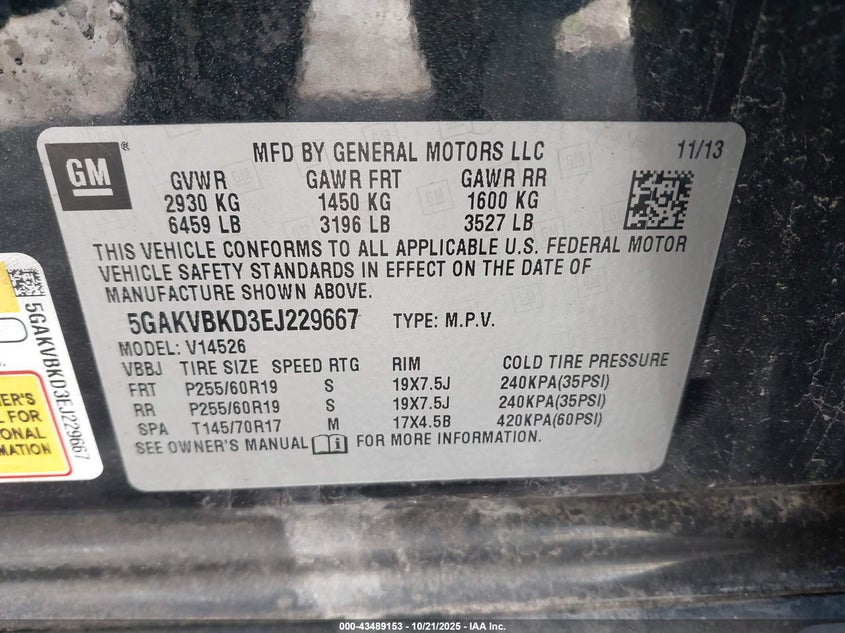 GM
®
MFD BY GENERAL MOTORS LLC
11/13
GVWR GAWR FRT GAWR RR
2930 KG 1450 KG 1600 KG
6459 LB 3196 LB 3527 LB
THIS VEHICLE CONFORMS TO ALL APPLICABLE U.S. FEDERAL MOTOR
VEHICLE SAFETY STANDARDS IN EFFECT ON THE DATE OF
MANUFACTURE SHOWN ABOVE.
5GAKVBKD3EJ229667 TYPE: M.P.V.
MODEL: V14526
VBBJ TIRE SIZE SPEED RTG RIM COLD TIRE PRESSURE
FRT P255/60R19 S 19X7.5J 240KPA(35PSI)
RR P255/60R19 S 19X7.5J 240KPA(35PSI)
SPA T145/70R17 M 17X4.5B 420KPA(60PSI)
SEE OWNER'S MANUAL i FOR MORE INFORMATION.
5GAKVBKD3EJ229667
ER'S
L FOR
ONAL
ATION
000-43489153 - 10/21/2025 - IAA Inc.